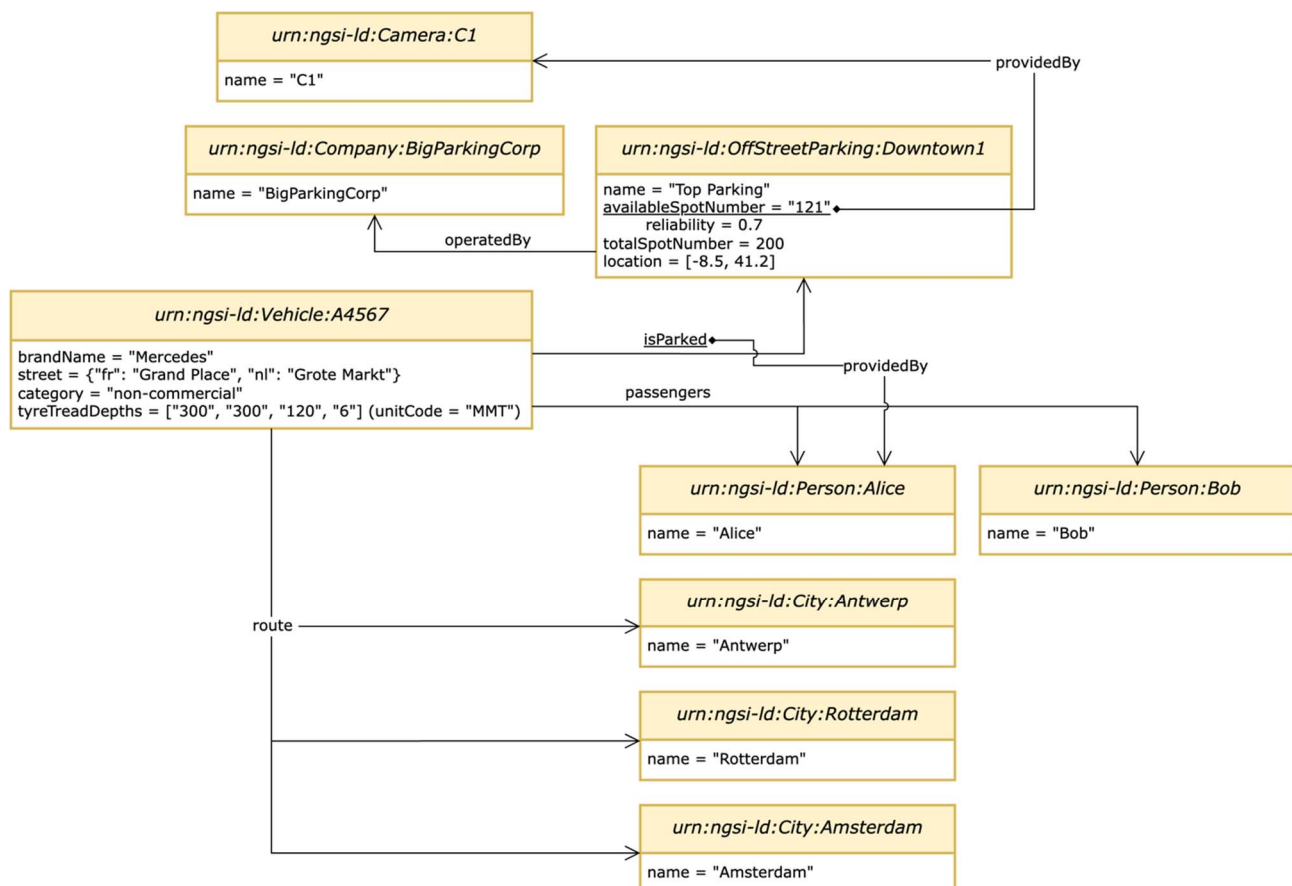 urn:ngsi-ld:Camera:C1
name = "C1"
providedBy
urn:ngsi-ld:Company:BigParkingCorp
name = "BigParkingCorp"
urn:ngsi-ld:OffStreetParking:Downtown1
name = "Top Parking"
availableSpotNumber = "121"
reliability = 0.7
totalSpotNumber = 200
location = [-8.5, 41.2]
operatedBy
urn:ngsi-ld:Vehicle:A4567
brandName = "Mercedes"
street = {"fr": "Grand Place", "nl": "Grote Markt"}
category = "non-commercial"
tyreTreadDepths = ["300", "300", "120", "6"] (unitCode = "MMT")
isParked
providedBy
passengers
urn:ngsi-ld:Person:Alice
name = "Alice"
urn:ngsi-ld:Person:Bob
name = "Bob"
route
urn:ngsi-ld:City:Antwerp
name = "Antwerp"
urn:ngsi-ld:City:Rotterdam
name = "Rotterdam"
urn:ngsi-ld:City:Amsterdam
name = "Amsterdam"